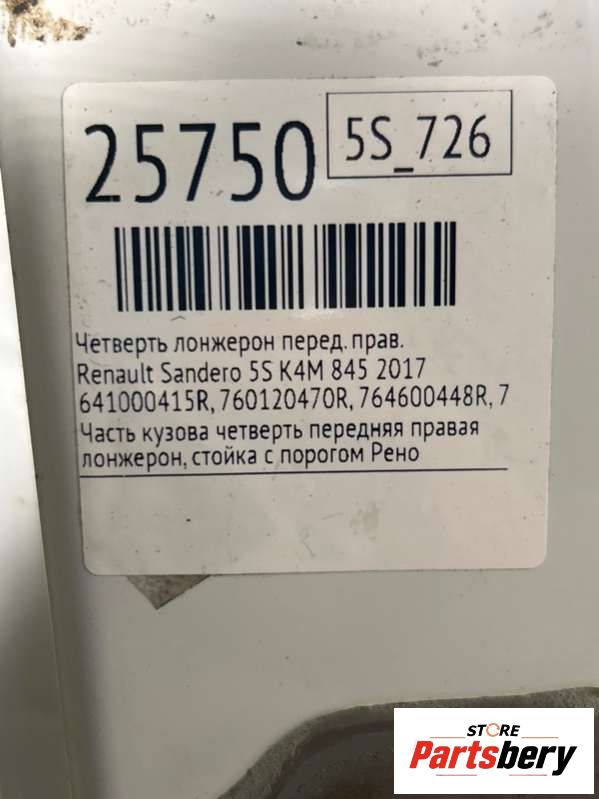 25750
5S_726
Четверть лонжерон перед. прав.
Renault Sandero 5S K4M 845 2017
641000415R, 760120470R, 764600448R, 7
Часть кузова четверть передняя правая
лонжерон, стойка с порогом Рено
STORE
Partsbery